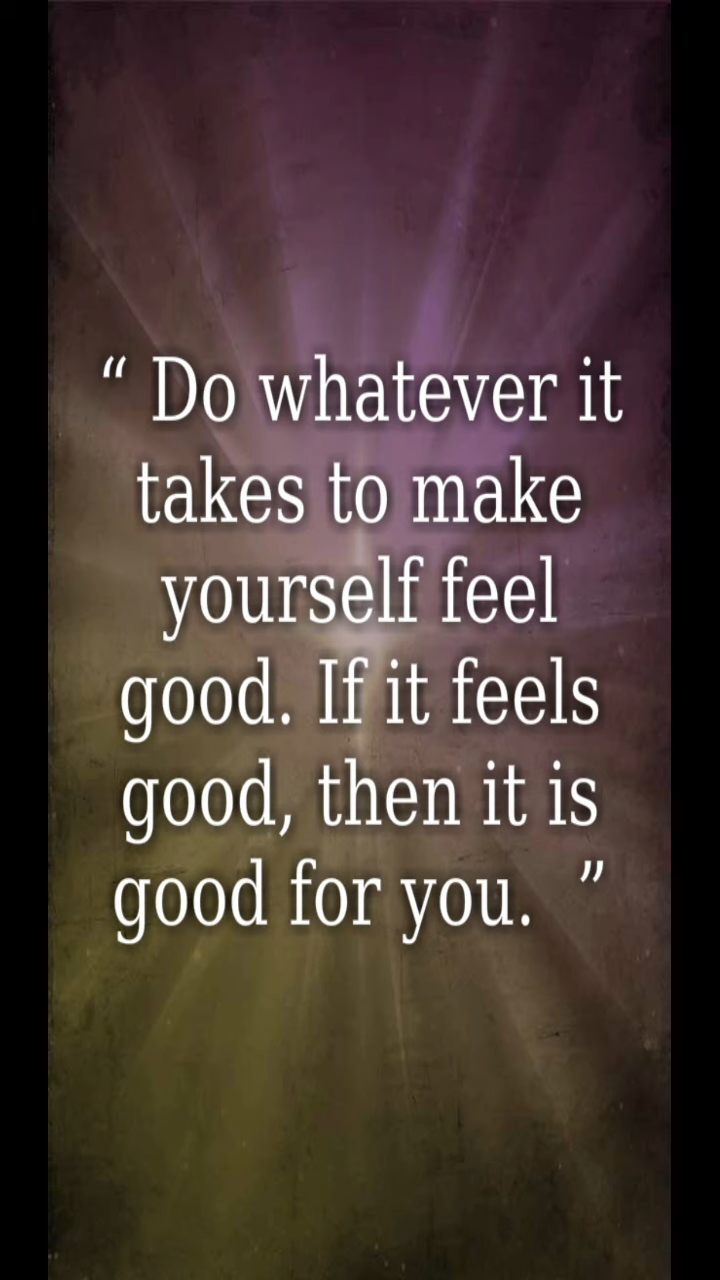 “ Do whatever it
takes to make
yourself feel
good. If it feels
good, then it is
good for you. ”